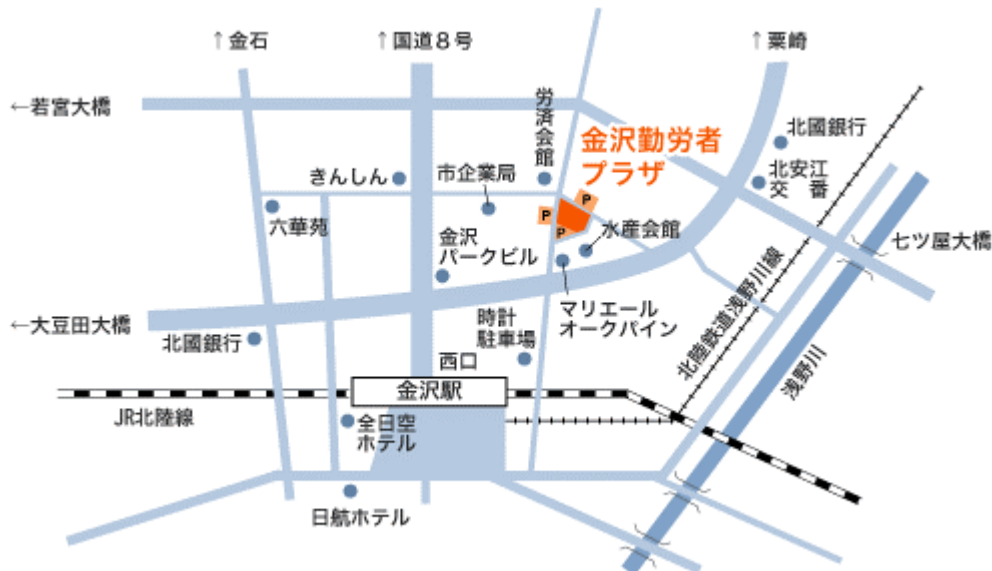 ↑金石
↑国道8号
↑粟崎
←若宮大橋
労済会館
金沢勤労者
プラザ
北國銀行
きんしん
市企業局
北安江
交番
P
P
P
六華苑
金沢
パークビル
水産会館
七ツ屋大橋
←大豆田大橋
マリエール
オークパイン
北陸鉄道浅野川線
北國銀行
時計
駐車場
西口
浅野川
金沢駅
JR北陸線
全日空
ホテル
日航ホテル